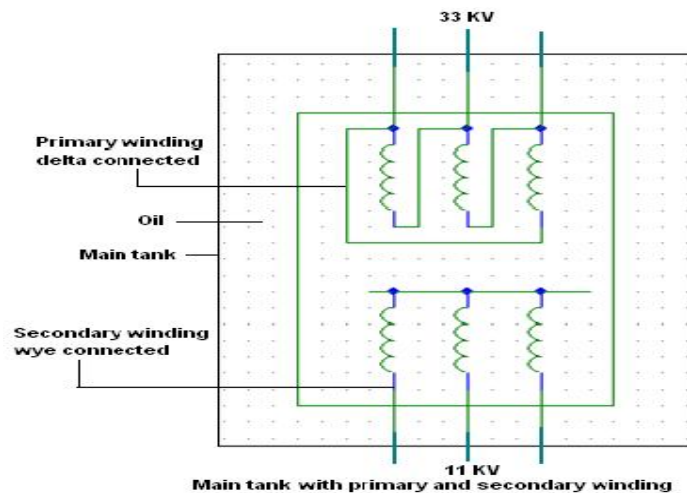 33 KV
Primary winding
delta connected
Oil
Main tank
Secondary winding
wye connected
11 KV
Main tank with primary and secondary winding